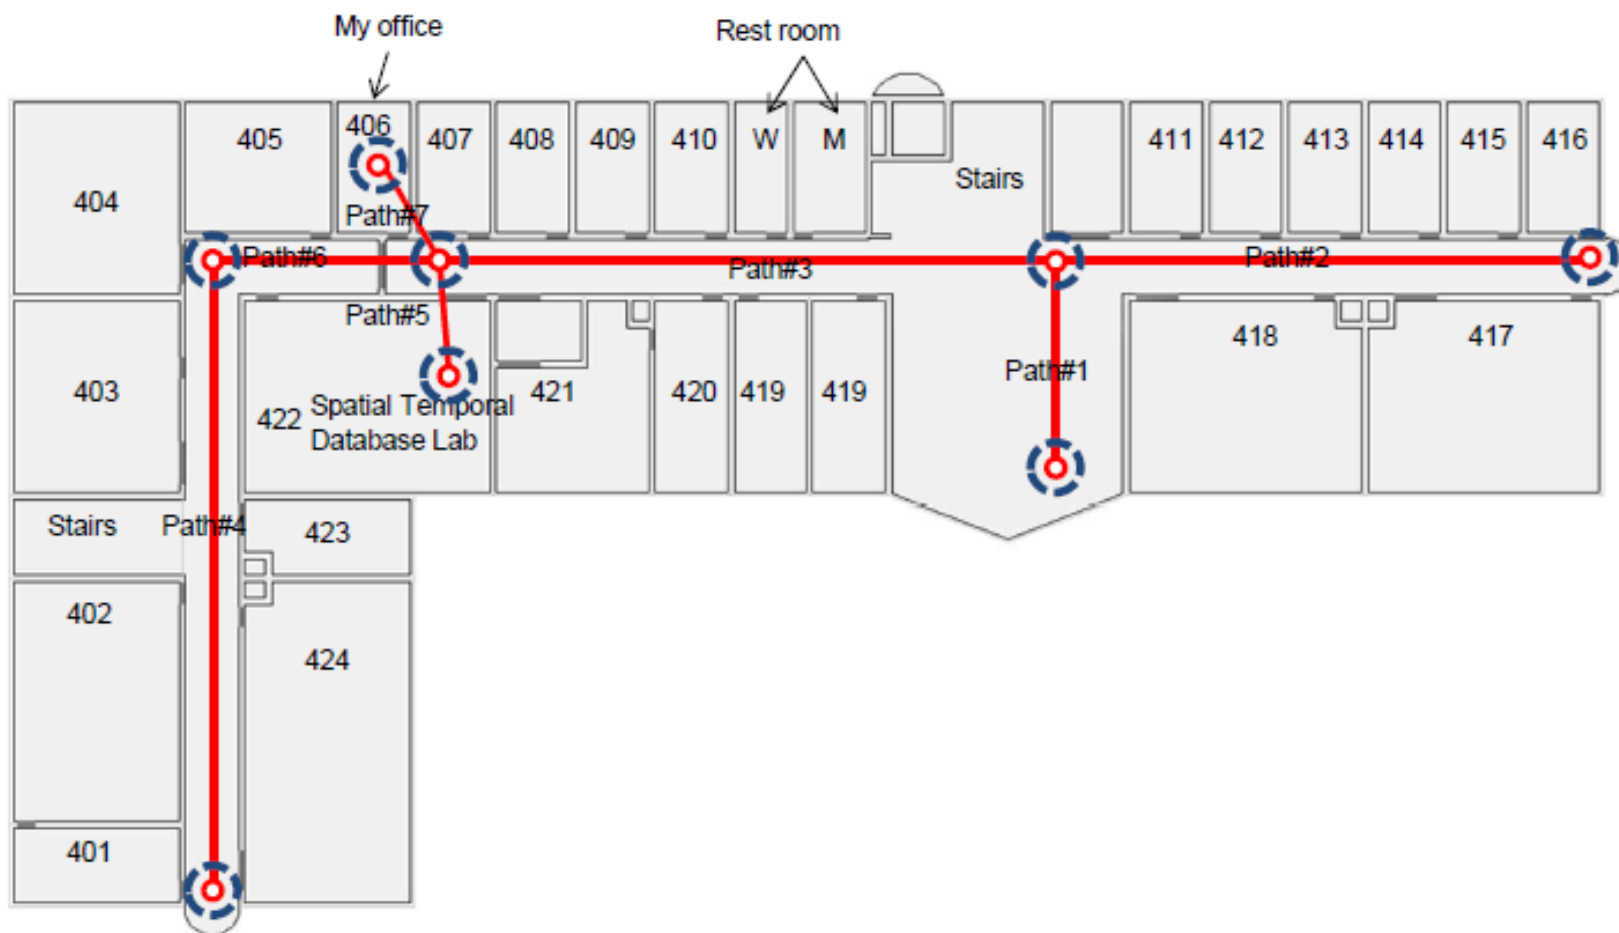 My office
Rest room
405
406
407
408
409
410
W
M
411
412
413
414
415
416
404
Stairs
Path#7
Path#6
Path#3
Path#2
Path#5
418
417
403
Path#1
422
Spatial Temporal
Database Lab
421
420
419
419
Stairs
Path#4
423
402
424
401